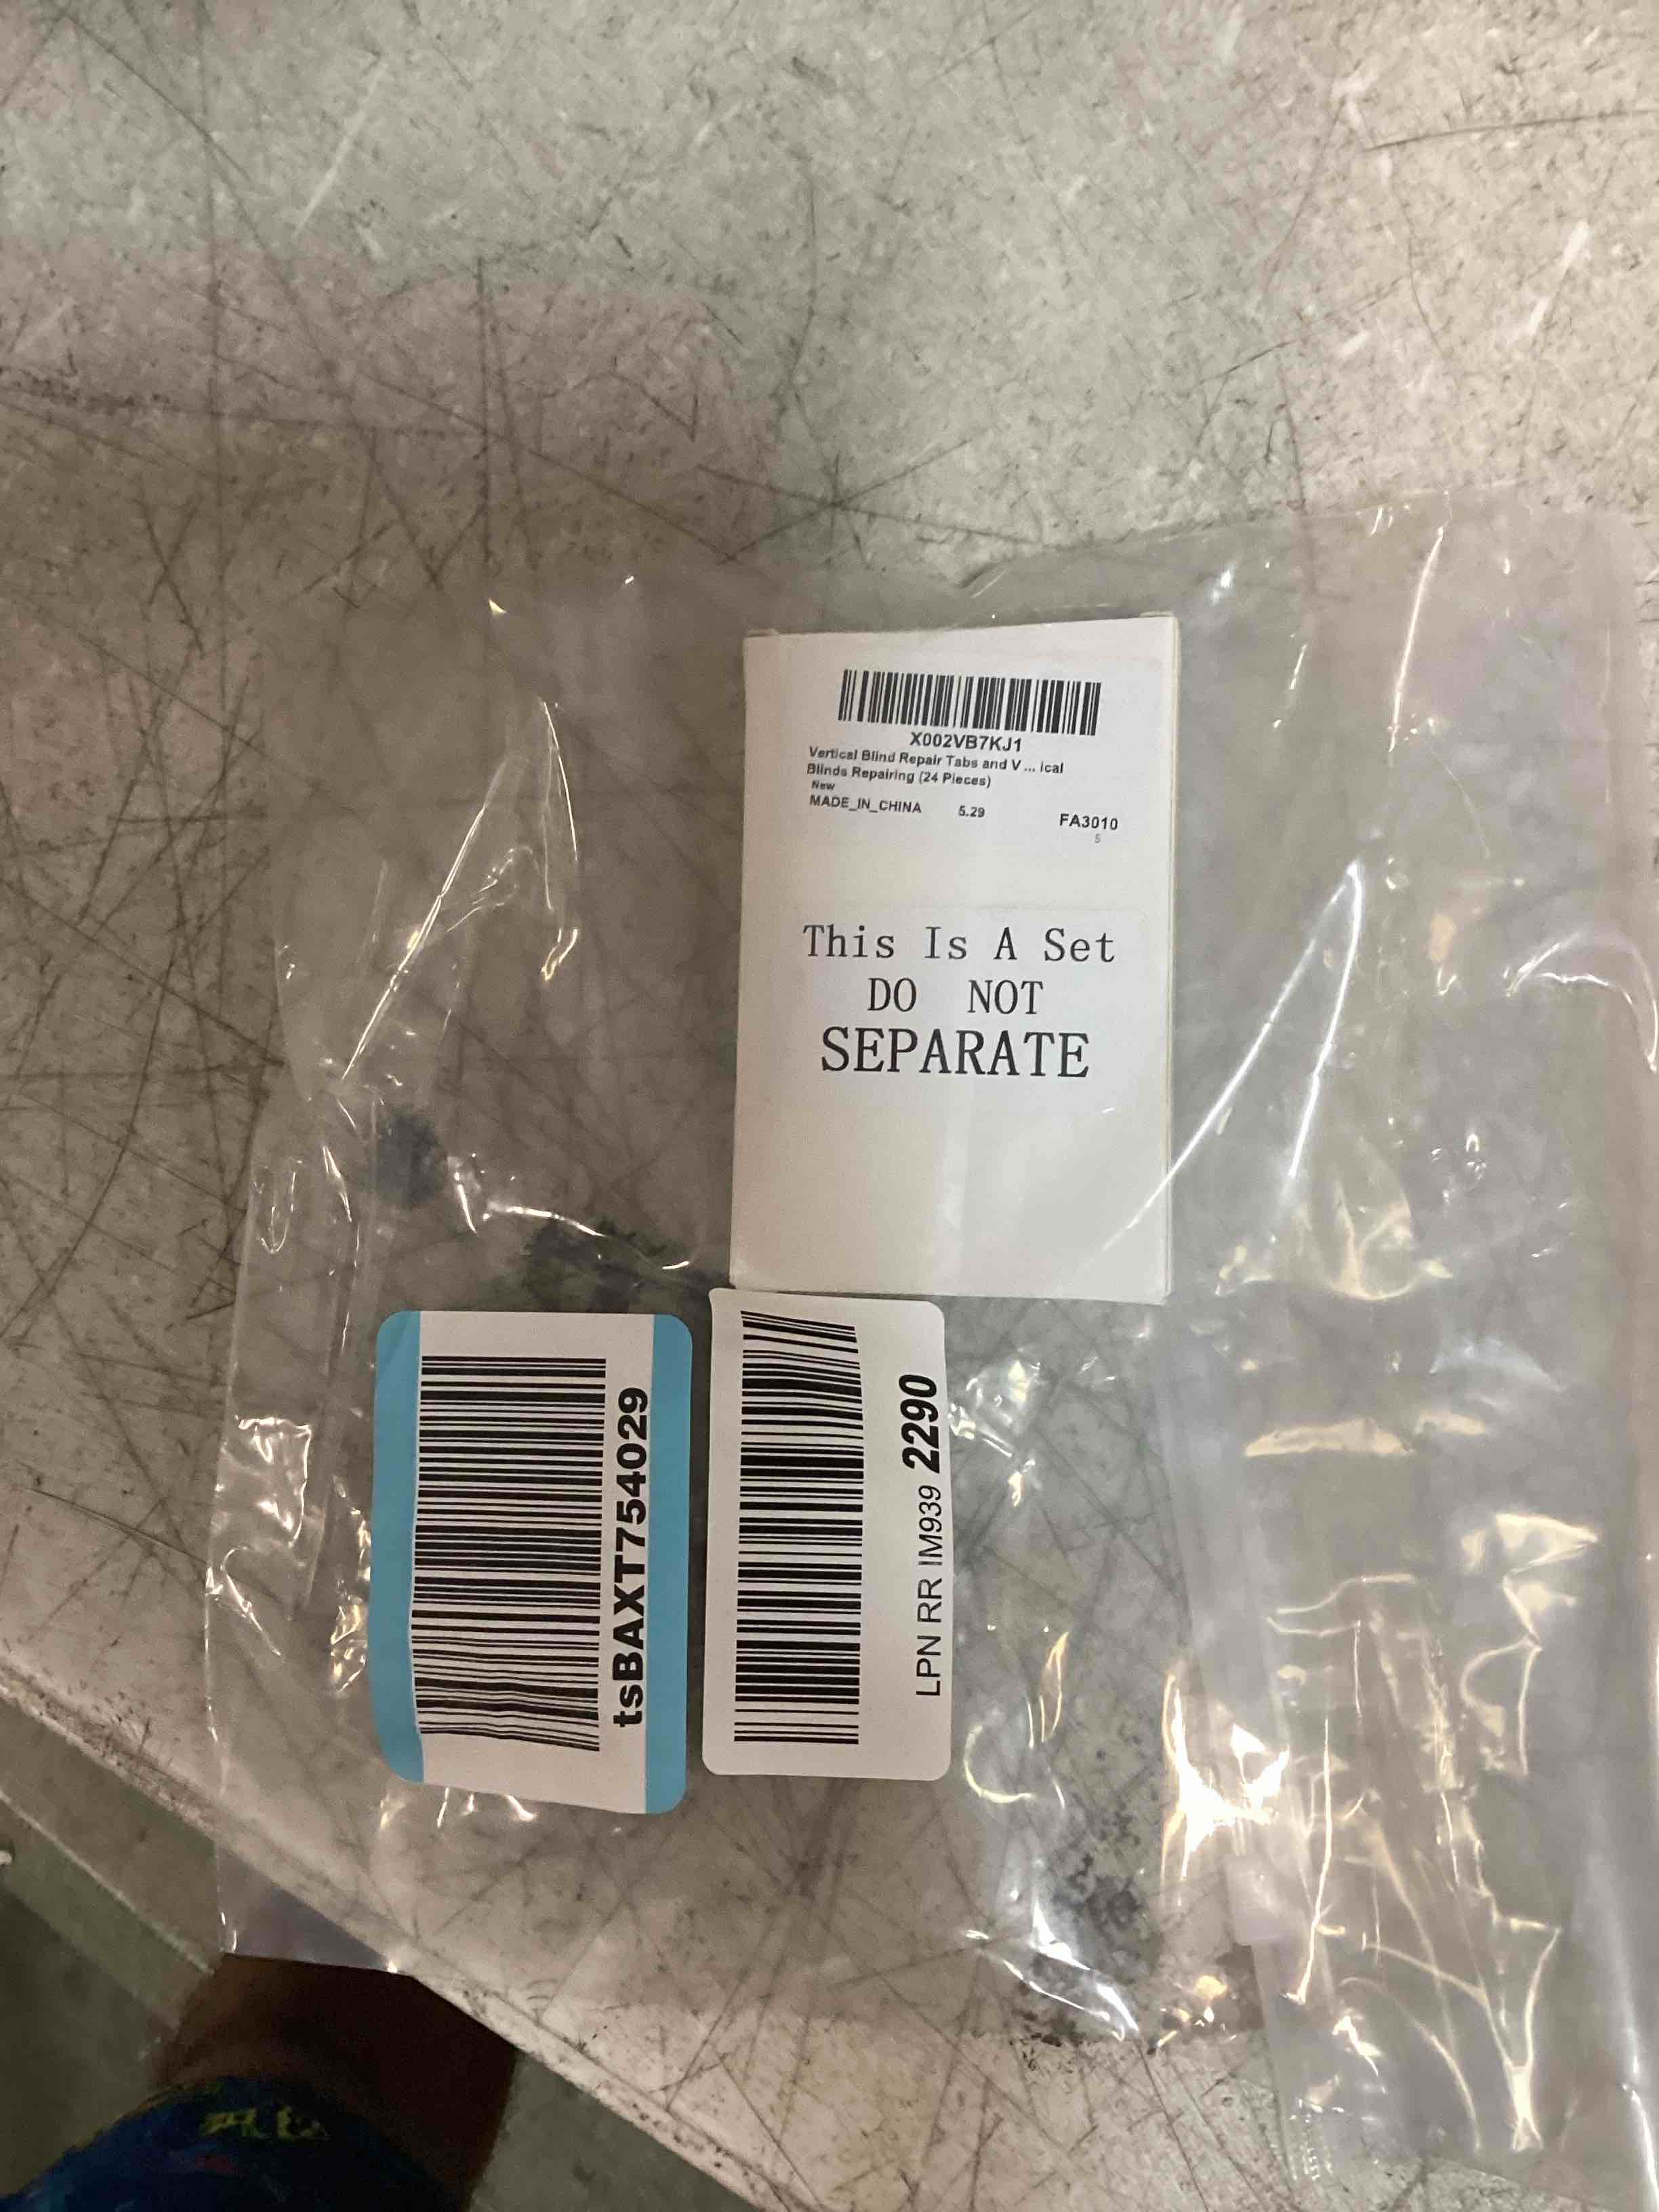 X002VB7KJ1
Vertical Blind Repair Tabs and V ... ical
Blinds Repairing (24 Pieces)
New
MADE_IN_CHINA 5.29 FA3010
5
This Is A Set
DO NOT
SEPARATE
tsBAXT754029
LPN RR IM939 2290